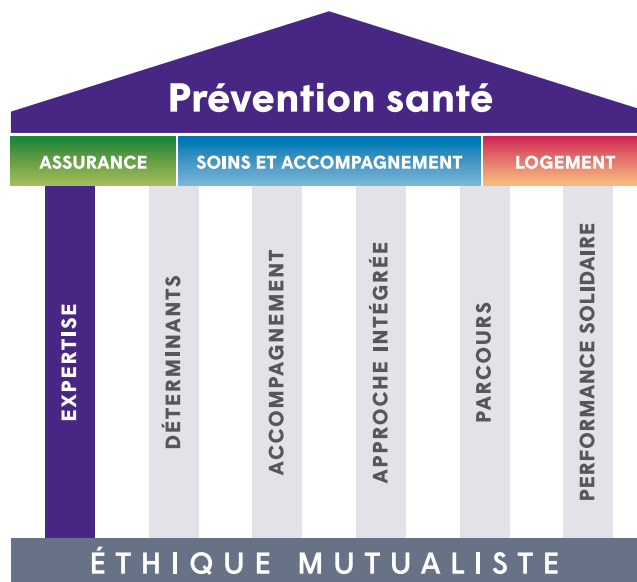 Prévention santé
ASSURANCE
SOINS ET ACCOMPAGNEMENT
LOGEMENT
EXPERTISE
DÉTERMINANTS
ACCOMPAGNEMENT
APPROCHE INTÉGRÉE
PARCOURS
PERFORMANCE SOLIDAIRE
ÉTHIQUE MUTUALISTE